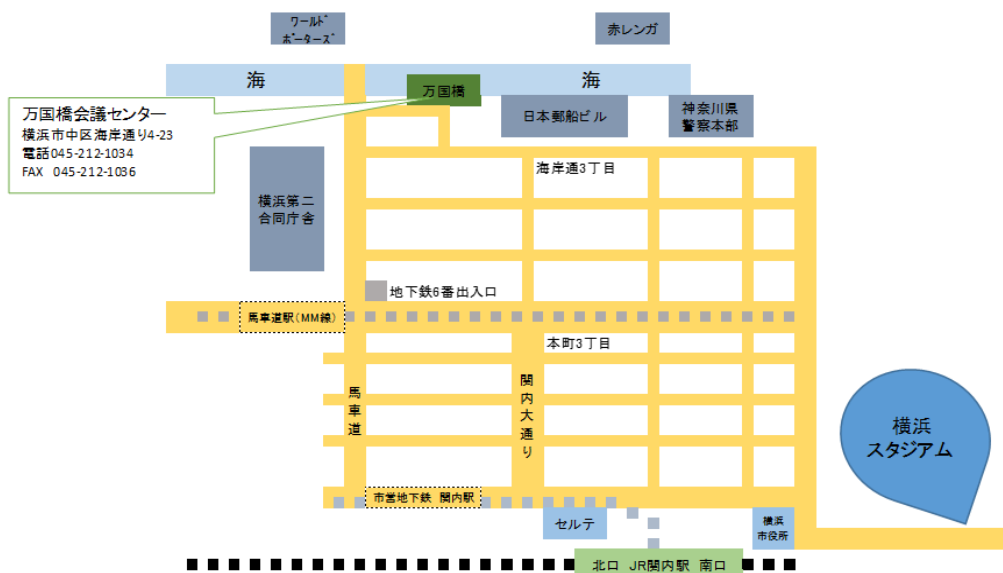 ワールド
ポーターズ
赤レンガ
海
海
万国橋
万国橋会議センター
横浜市中区海岸通り4-23
電話045-212-1034
FAX 045-212-1036
日本郵船ビル
神奈川県
警察本部
海岸通3丁目
横浜第二
合同庁舎
地下鉄6番出入口
馬車道駅(MM線)
本町3丁目
馬車道
関内大通り
横浜
スタジアム
市営地下鉄 関内駅
セルテ
横浜
市役所
北口 JR関内駅 南口